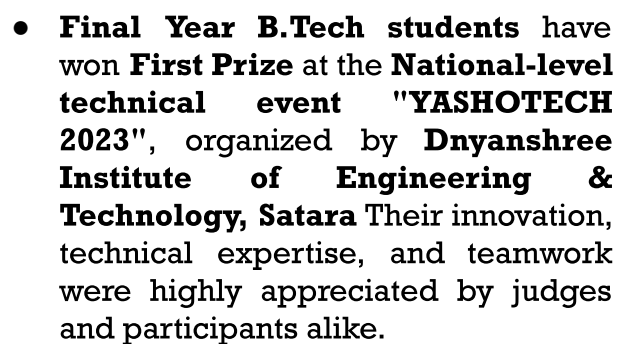 ● Final Year B.Tech students have
won First Prize at the National-level
technical event "YASHOTECH
2023", organized by Dnyanshree
Institute of Engineering &
Technology, Satara Their innovation,
technical expertise, and teamwork
were highly appreciated by judges
and participants alike.